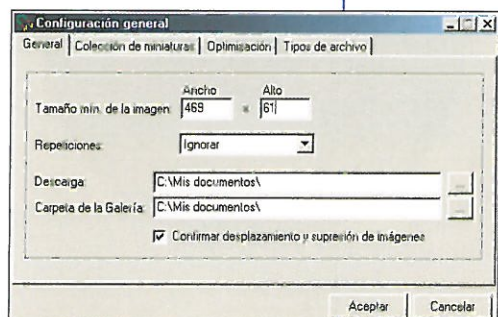 Configuración general
General Colección de miniaturas Optimisación Tipos de archivo
Ancho Alto
Tamaño mín. de la imagen: 469 x 61
Repeticiones: Ignorar
Descarga: C:\Mis documentos\ ...
Carpeta de la Galería: C:\Mis documentos\ ...
Confirmar desplazamiento y supresión de imágenes
Aceptar Cancelar